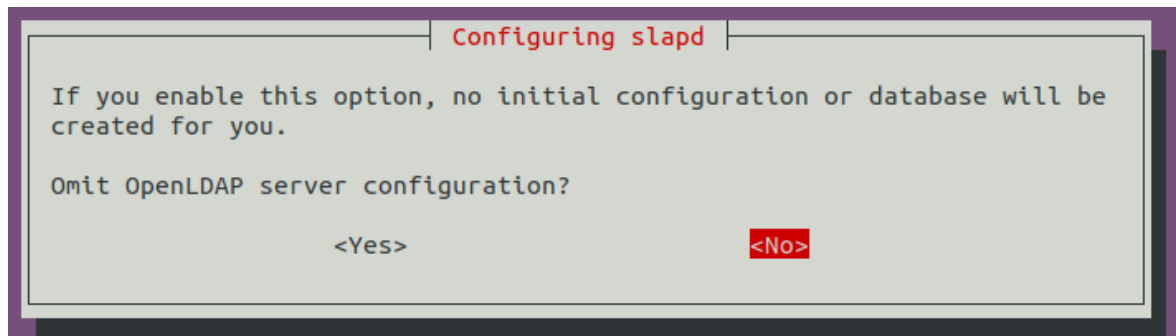 Configuring slapd
If you enable this option, no initial configuration or database will be
created for you.
Omit OpenLDAP server configuration?
<Yes> <No>